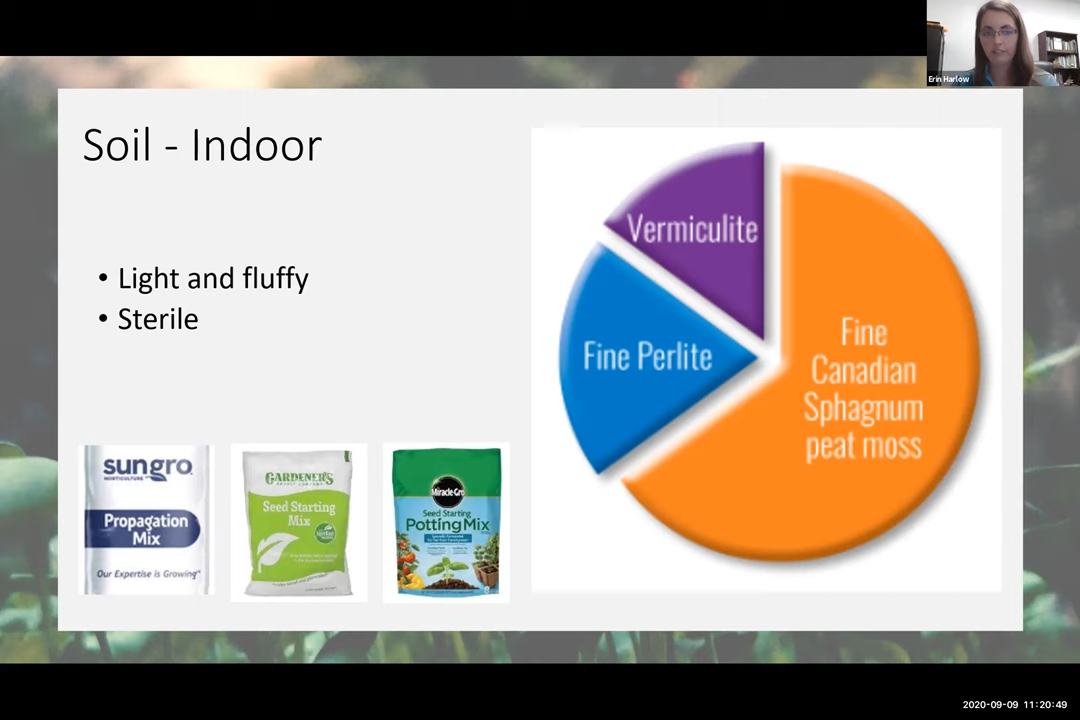 Erin Harlow
Soil - Indoor
• Light and fluffy
• Sterile
Vermiculite
Fine Perlite
Fine
Canadian
Sphagnum
peat moss
sungro
HORTICULTURE
Propagation
Mix
Our Expertise is Growing
GARDENER'S
Seed Starting
Mix
Miracle-Gro
Seed Starting
Potting Mix
2020-09-09 11:20:49